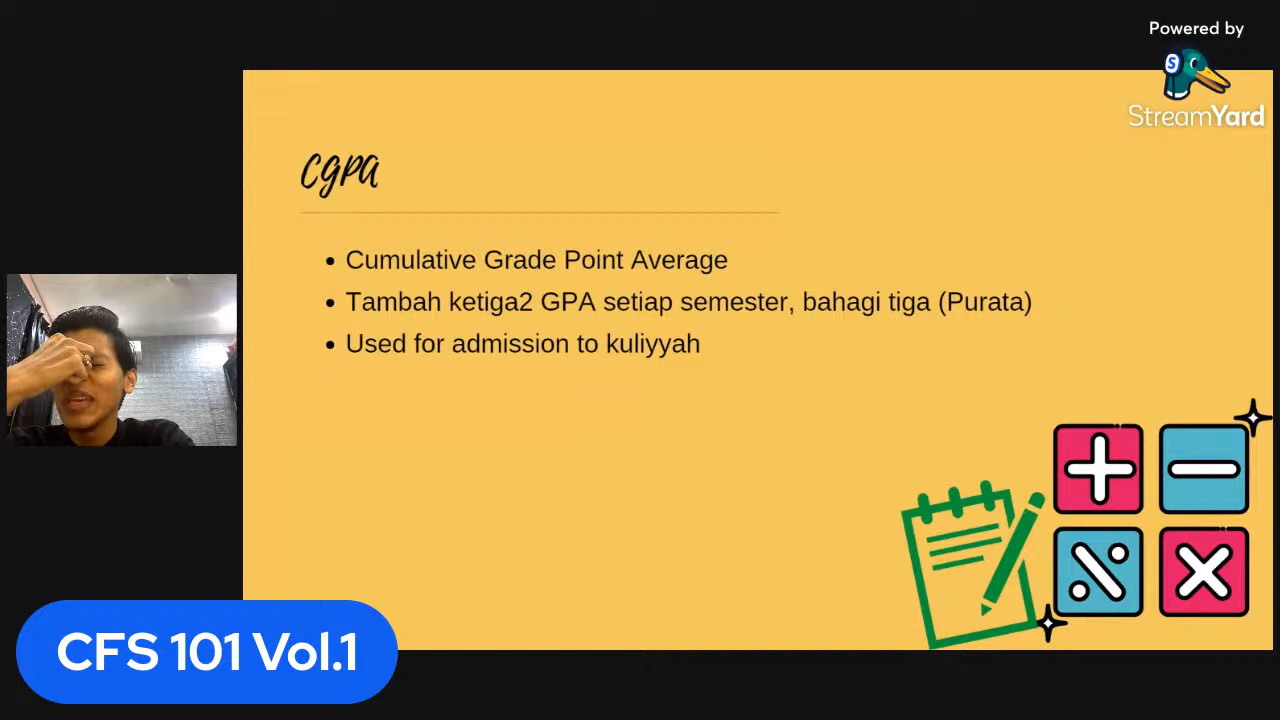 Powered by
StreamYard
CGPA
Cumulative Grade Point Average
Tambah ketiga2 GPA setiap semester, bahagi tiga (Purata)
Used for admission to kuliyyah
CFS 101 Vol.1